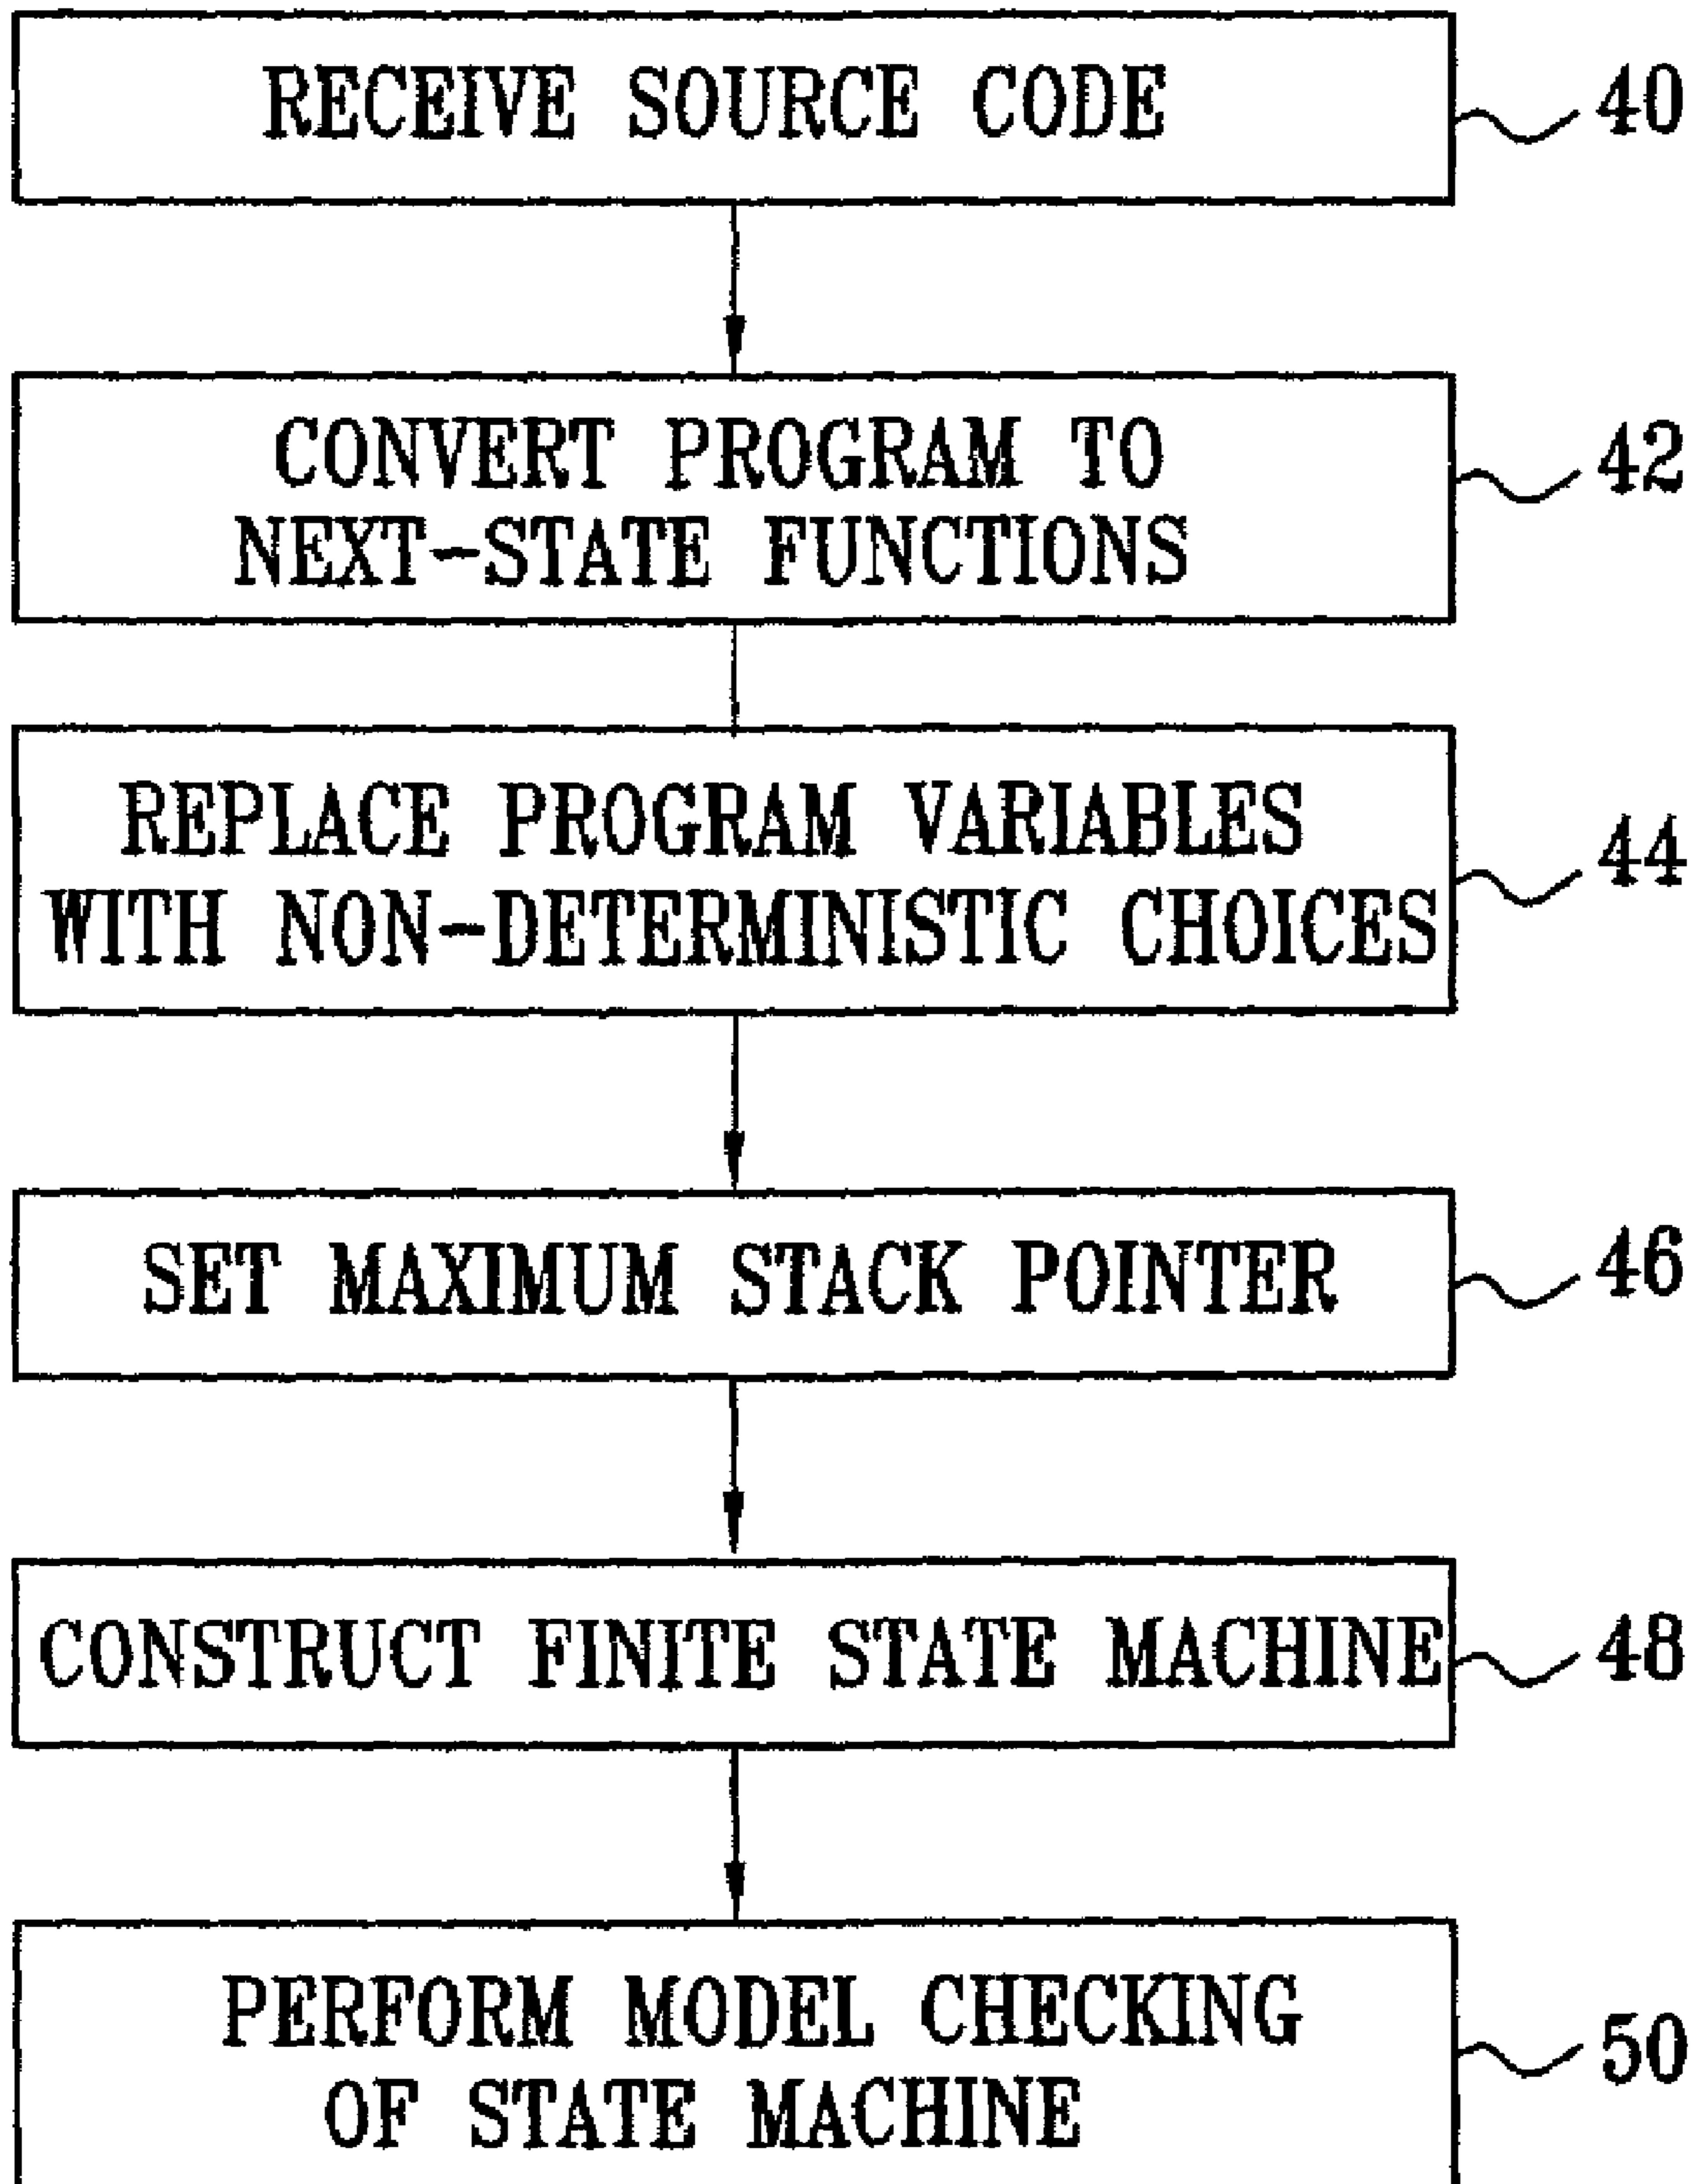 RECEIVE SOURCE CODE
40
CONVERT PROGRAM TO
NEXT-STATE FUNCTIONS
42
REPLACE PROGRAM VARIABLES
WITH NON-DETERMINISTIC CHOICES
44
SET MAXIMUM STACK POINTER
46
CONSTRUCT FINITE STATE MACHINE
48
PERFORM MODEL CHECKING
OF STATE MACHINE
50